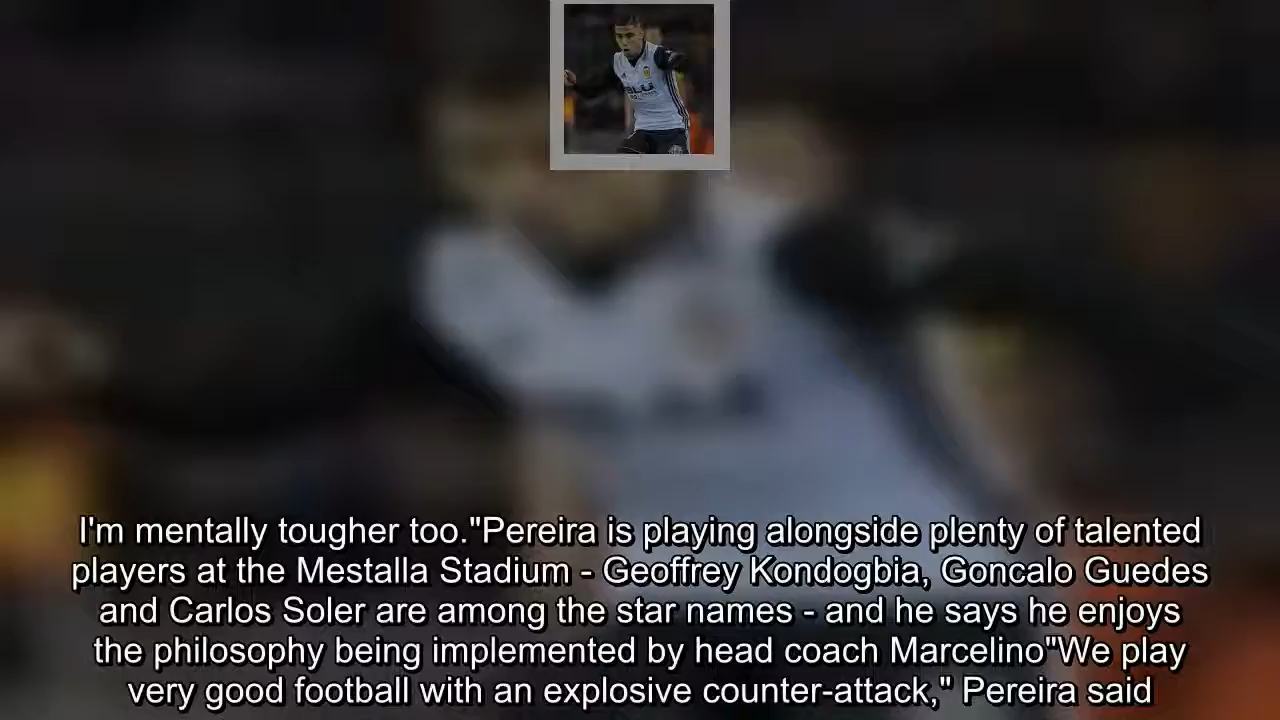 BLU
I'm mentally tougher too."Pereira is playing alongside plenty of talented
players at the Mestalla Stadium - Geoffrey Kondogbia, Goncalo Guedes
and Carlos Soler are among the star names - and he says he enjoys
the philosophy being implemented by head coach Marcelino"We play
very good football with an explosive counter-attack," Pereira said